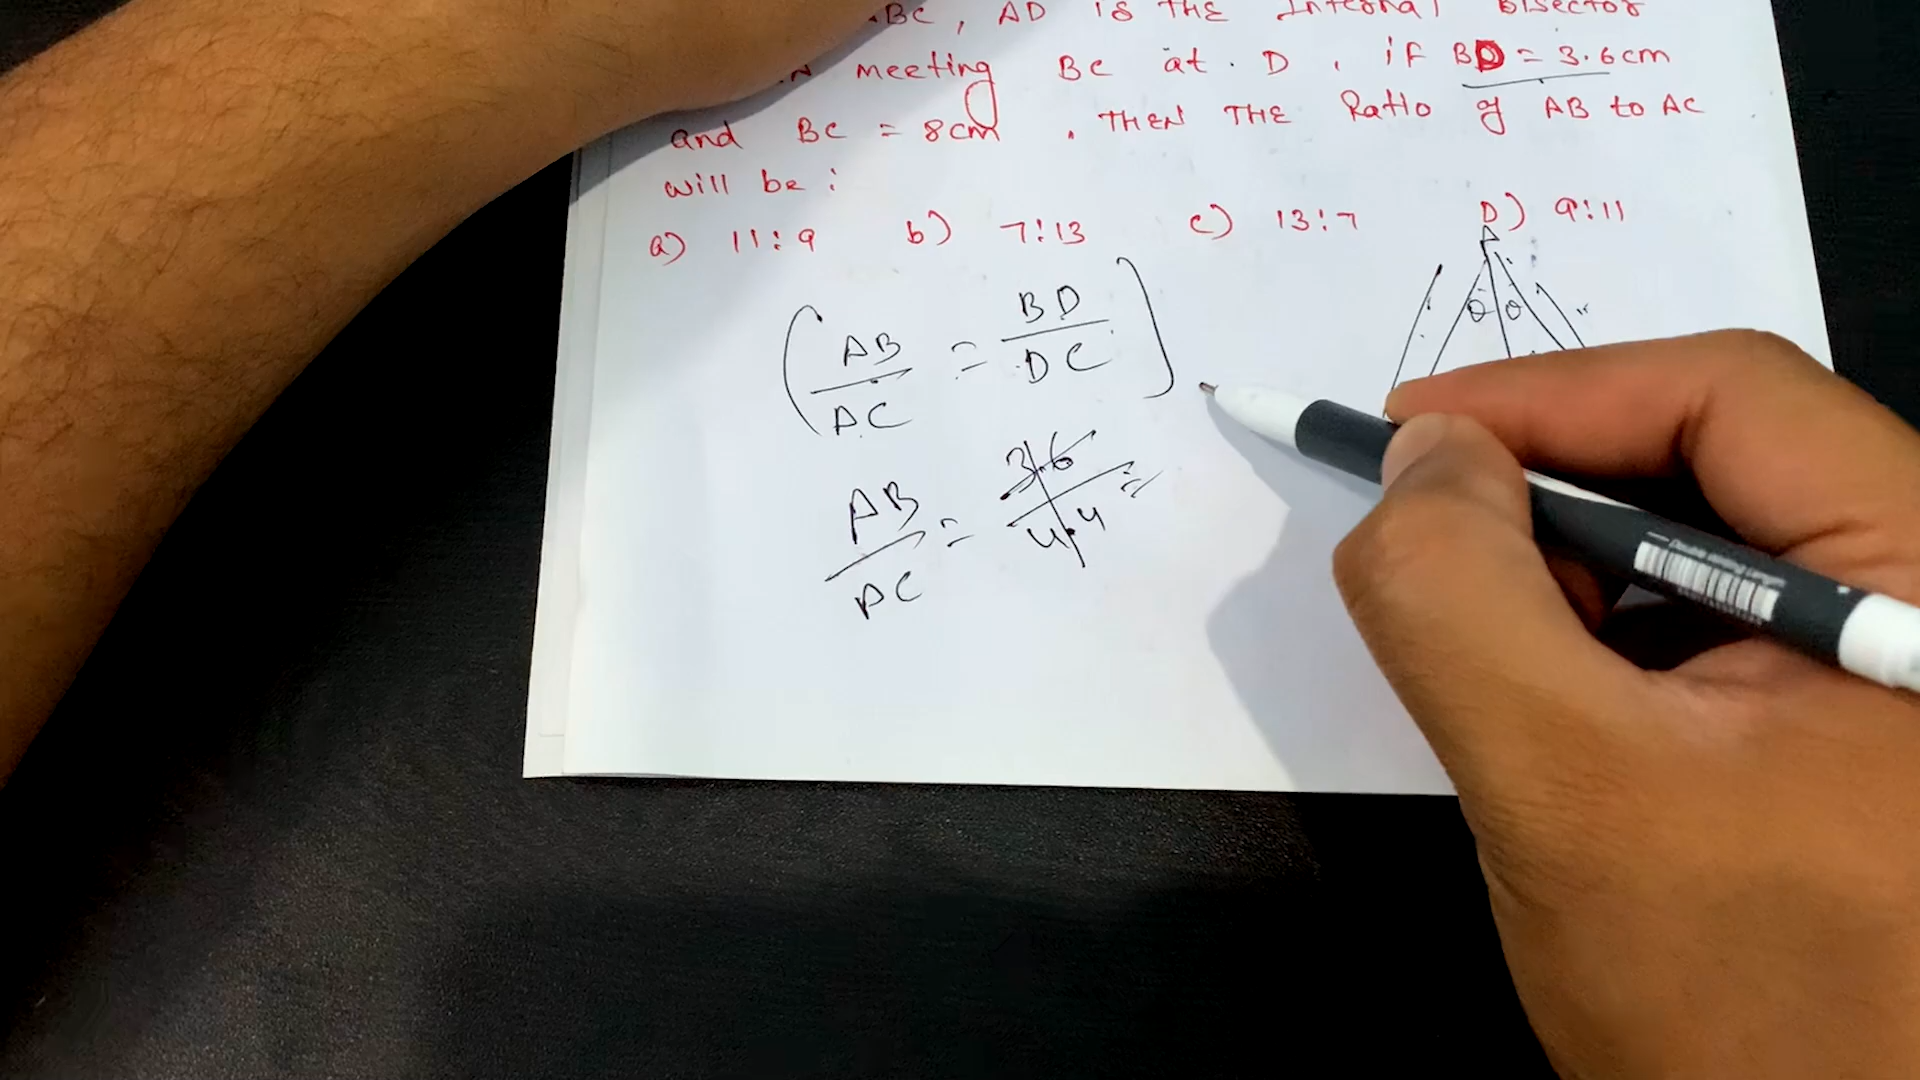 BC, AD is THE Internal Bisector
meeting BC at. D, if BD = 3.6cm
and BC = 8cm. THEN THE Ratio of AB to AC
will be:
a) 11:9 b) 7:13 c) 13:7 D) 9:11
A
θ θ
AB/AC = BD/DC
AB/AC = 3.6/4.4 =